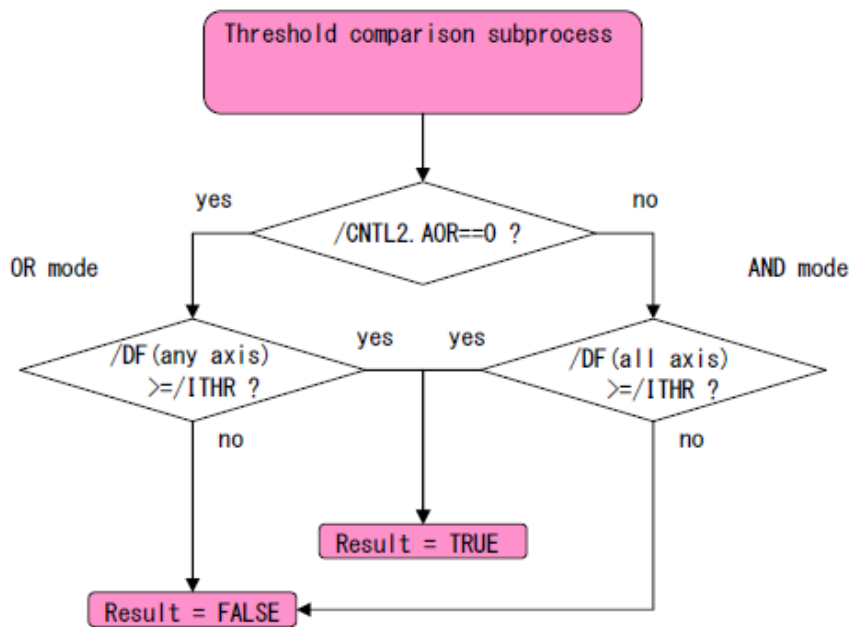 Threshold comparison subprocess
yes
no
/CNTL2.AOR==0 ?
OR mode
AND mode
/DF(any axis)
>=/ITHR ?
yes
yes
/DF(all axis)
>=/ITHR ?
no
no
Result = TRUE
Result = FALSE